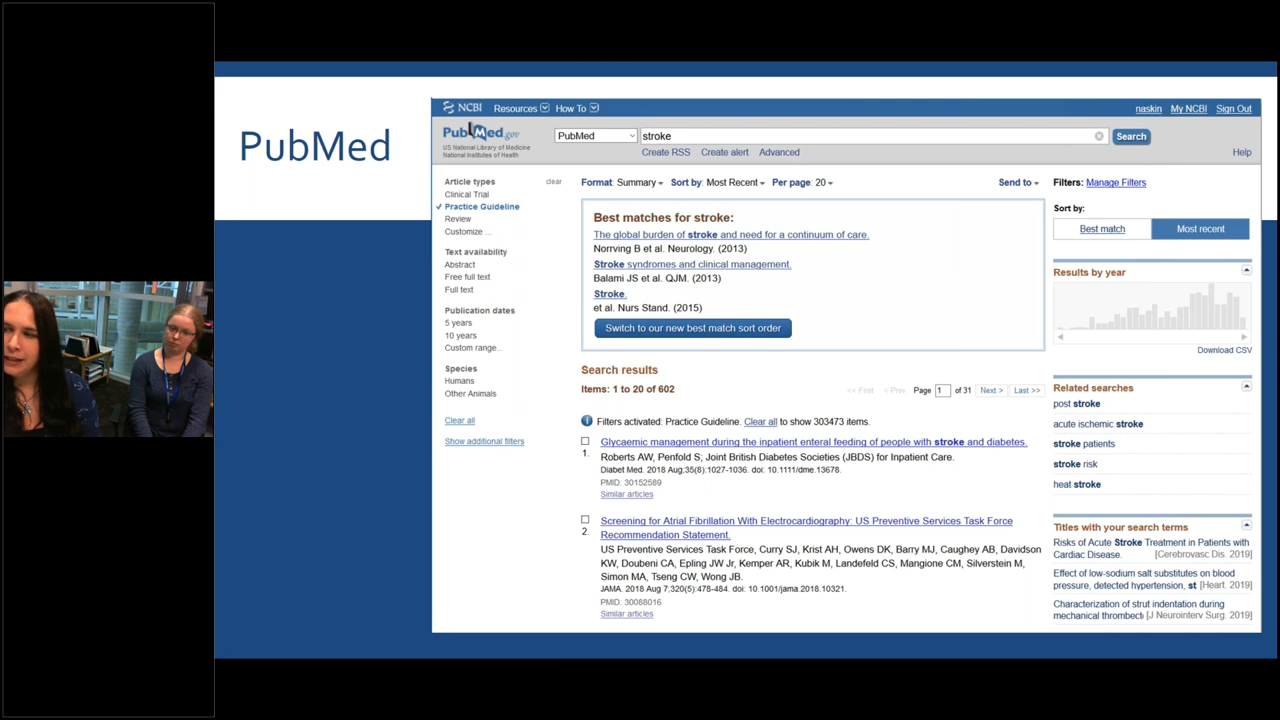 PubMed
NCBI Resources How To
naskin My NCBI Sign Out
PubMed.gov
US National Library of Medicine
National Institutes of Health
PubMed
stroke
Search
Create RSS Create alert Advanced
Help
Article types
clear
Clinical Trial
✓ Practice Guideline
Review
Customize ...
Text availability
Abstract
Free full text
Full text
Publication dates
5 years
10 years
Custom range...
Species
Humans
Other Animals
Clear all
Show additional filters
Format: Summary Sort by: Most Recent Per page: 20
Send to
Best matches for stroke:
The global burden of stroke and need for a continuum of care.
Norrving B et al. Neurology. (2013)
Stroke syndromes and clinical management.
Balami JS et al. QJM. (2013)
Stroke.
et al. Nurs Stand. (2015)
Switch to our new best match sort order
Search results
Items: 1 to 20 of 602
<< First < Prev Page 1 of 31 Next > Last >>
Filters activated: Practice Guideline. Clear all to show 303473 items.
Glycaemic management during the inpatient enteral feeding of people with stroke and diabetes.
1.
Roberts AW, Penfold S; Joint British Diabetes Societies (JBDS) for Inpatient Care.
Diabet Med. 2018 Aug;35(8):1027-1036. doi: 10.1111/dme.13678.
PMID: 30152589
Similar articles
Screening for Atrial Fibrillation With Electrocardiography: US Preventive Services Task Force
2.
Recommendation Statement.
US Preventive Services Task Force, Curry SJ, Krist AH, Owens DK, Barry MJ, Caughey AB, Davidson
KW, Doubeni CA, Epling JW Jr, Kemper AR, Kubik M, Landefeld CS, Mangione CM, Silverstein M,
Simon MA, Tseng CW, Wong JB.
JAMA. 2018 Aug 7;320(5):478-484. doi: 10.1001/jama.2018.10321.
PMID: 30088016
Similar articles
Filters: Manage Filters
Sort by:
Best match Most recent
Results by year
Download CSV
Related searches
post stroke
acute ischemic stroke
stroke patients
stroke risk
heat stroke
Titles with your search terms
Risks of Acute Stroke Treatment in Patients with
Cardiac Disease. [Cerebrovasc Dis. 2019]
Effect of low-sodium salt substitutes on blood
pressure, detected hypertension, st [Heart. 2019]
Characterization of strut indentation during
mechanical thrombect [J Neurointerv Surg. 2019]